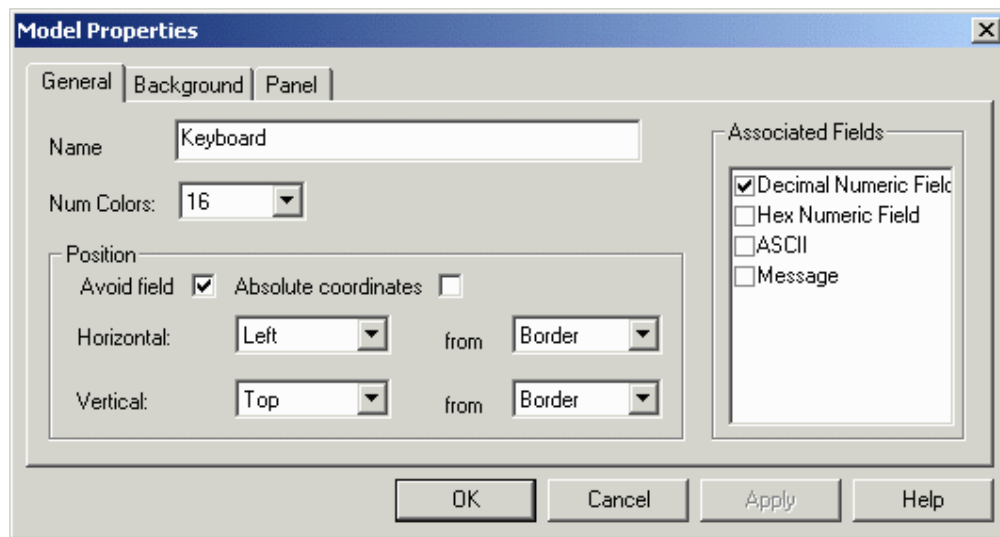 Model Properties
General Background Panel
Name Keyboard
Num Colors: 16
Position
Avoid field Absolute coordinates
Horizontal: Left from Border
Vertical: Top from Border
Associated Fields
Decimal Numeric Field
Hex Numeric Field
ASCII
Message
OK Cancel Apply Help